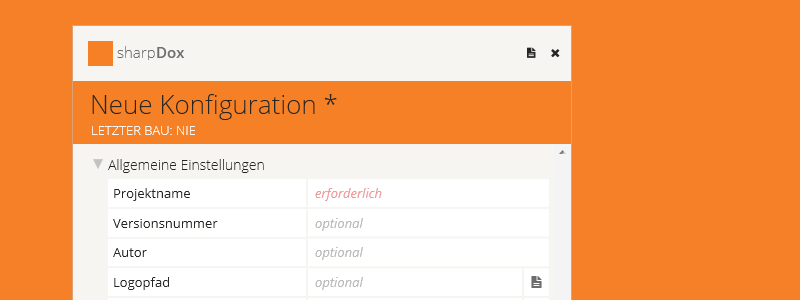 sharpDox
Neue Konfiguration *
LETZTER BAU: NIE
Allgemeine Einstellungen
Projektname erforderlich
Versionsnummer optional
Autor optional
Logopfad optional